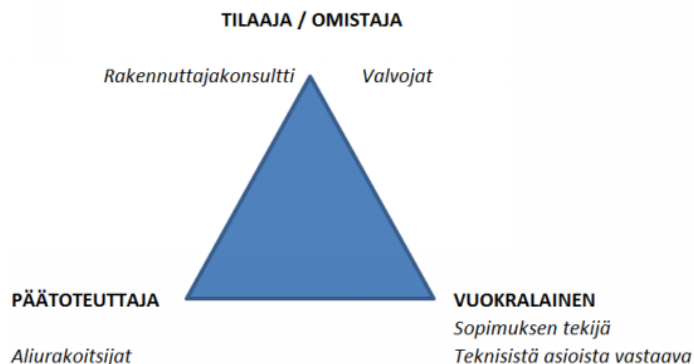 TILAAJA / OMISTAJA
Rakennuttajakonsultti Valvojat
PÄÄTOTEUTTAJA VUOKRALAINEN
Sopimuksen tekijä
Aliurakoitsijat Teknisistä asioista vastaava